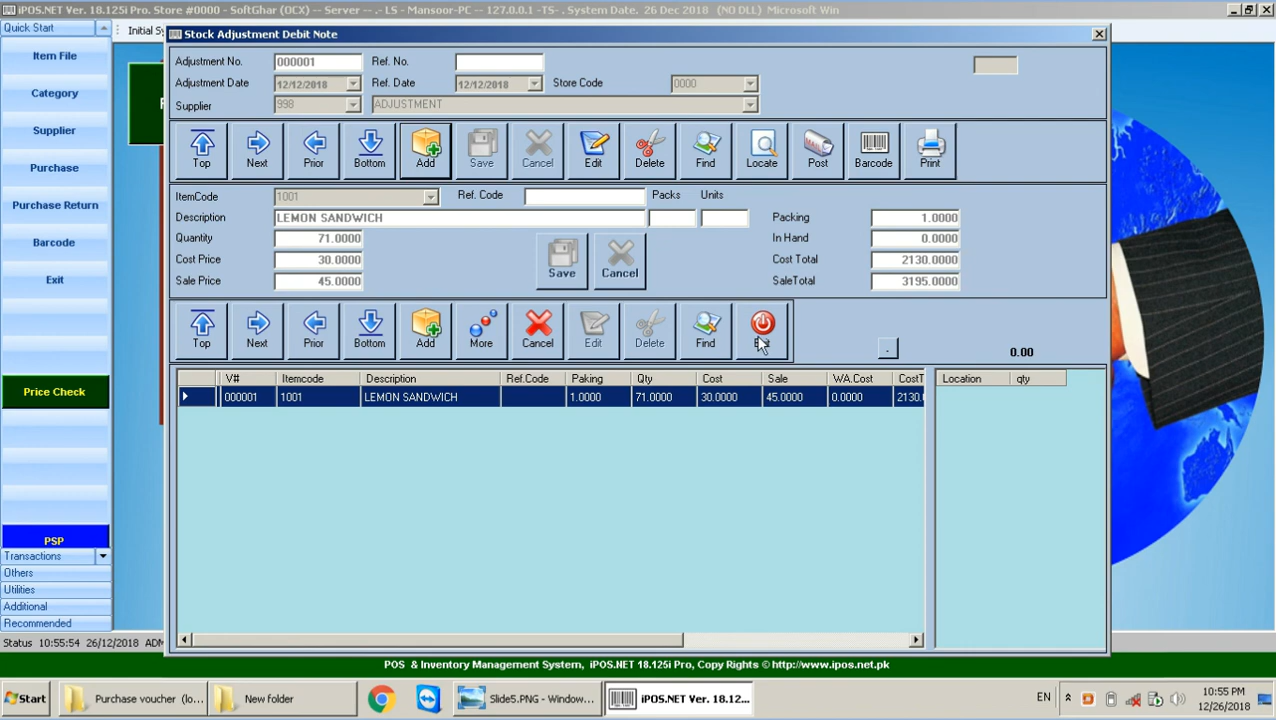 iPOS.NET Ver. 18.125i Pro. Store #0000 - SoftGhar (OCX) -- Server -- .- LS - Mansoor-PC -- 127.0.0.1 -TS- , System Date. 26 Dec 2018 (NO DLL) Microsoft Win
Quick Start
Initial Sy
Item File
Category
Supplier
Purchase
Purchase Return
Barcode
Exit
Price Check
PSP
Transactions
Others
Utilities
Additional
Recommended
Stock Adjustment Debit Note
Adjustment No. 000001 Ref. No.
Adjustment Date 12/12/2018 Ref. Date 12/12/2018 Store Code 0000
Supplier 998 ADJUSTMENT
Top Next Prior Bottom Add Save Cancel Edit Delete Find Locate Post Barcode Print
ItemCode 1001 Ref. Code Packs Units
Description LEMON SANDWICH Packing 1.0000
Quantity 71.0000 In Hand 0.0000
Cost Price 30.0000 Save Cancel Cost Total 2130.0000
Sale Price 45.0000 SaleTotal 3195.0000
Top Next Prior Bottom Add More Cancel Edit Delete Find . 0.00
V# Itemcode Description Ref.Code Paking Qty Cost Sale WA.Cost CostT Location qty
000001 1001 LEMON SANDWICH 1.0000 71.0000 30.0000 45.0000 0.0000 2130.
Status 10:55:54 26/12/2018 ADM
POS & Inventory Management System, iPOS.NET 18.125i Pro, Copy Rights © http://www.ipos.net.pk
Start Purchase voucher (lo... New folder Slide5.PNG - Window... iPOS.NET Ver. 18.12... EN 10:55 PM
12/26/2018